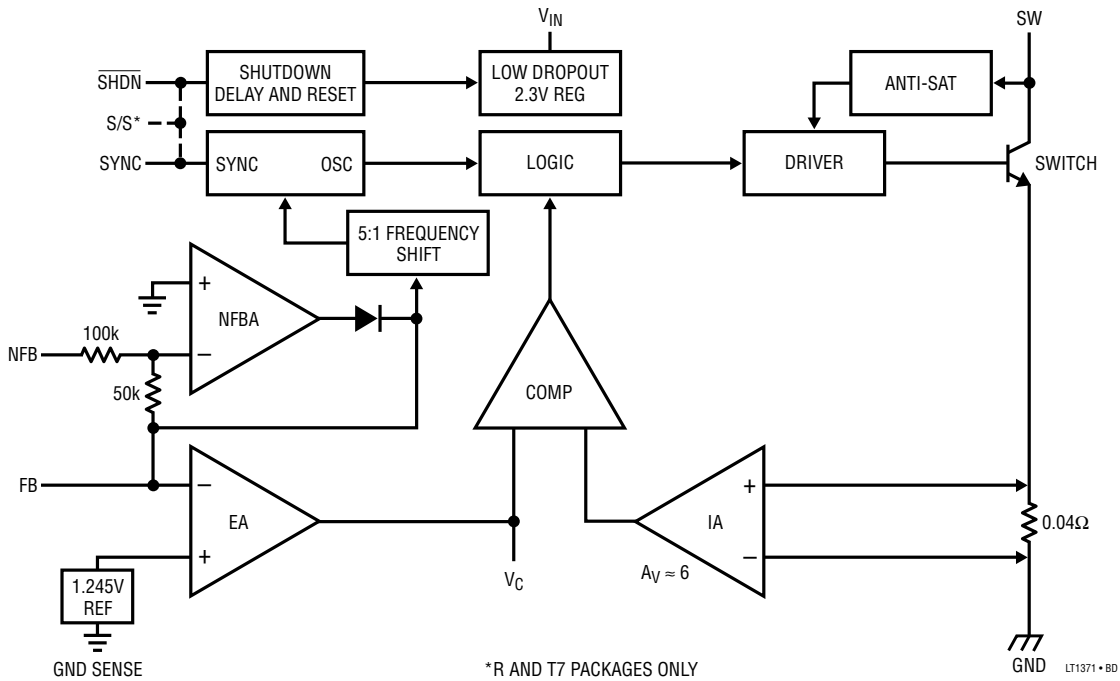 V_IN
SW
SHDN
SHUTDOWN
DELAY AND RESET
LOW DROPOUT
2.3V REG
ANTI-SAT
S/S*
SYNC
SYNC OSC
LOGIC
DRIVER
SWITCH
5:1 FREQUENCY
SHIFT
+
NFBA
−
100k
NFB
50k
COMP
FB
−
EA
+
+
IA
−
0.04Ω
A_V ≈ 6
V_C
1.245V
REF
GND SENSE
*R AND T7 PACKAGES ONLY
GND
LT1371 • BD